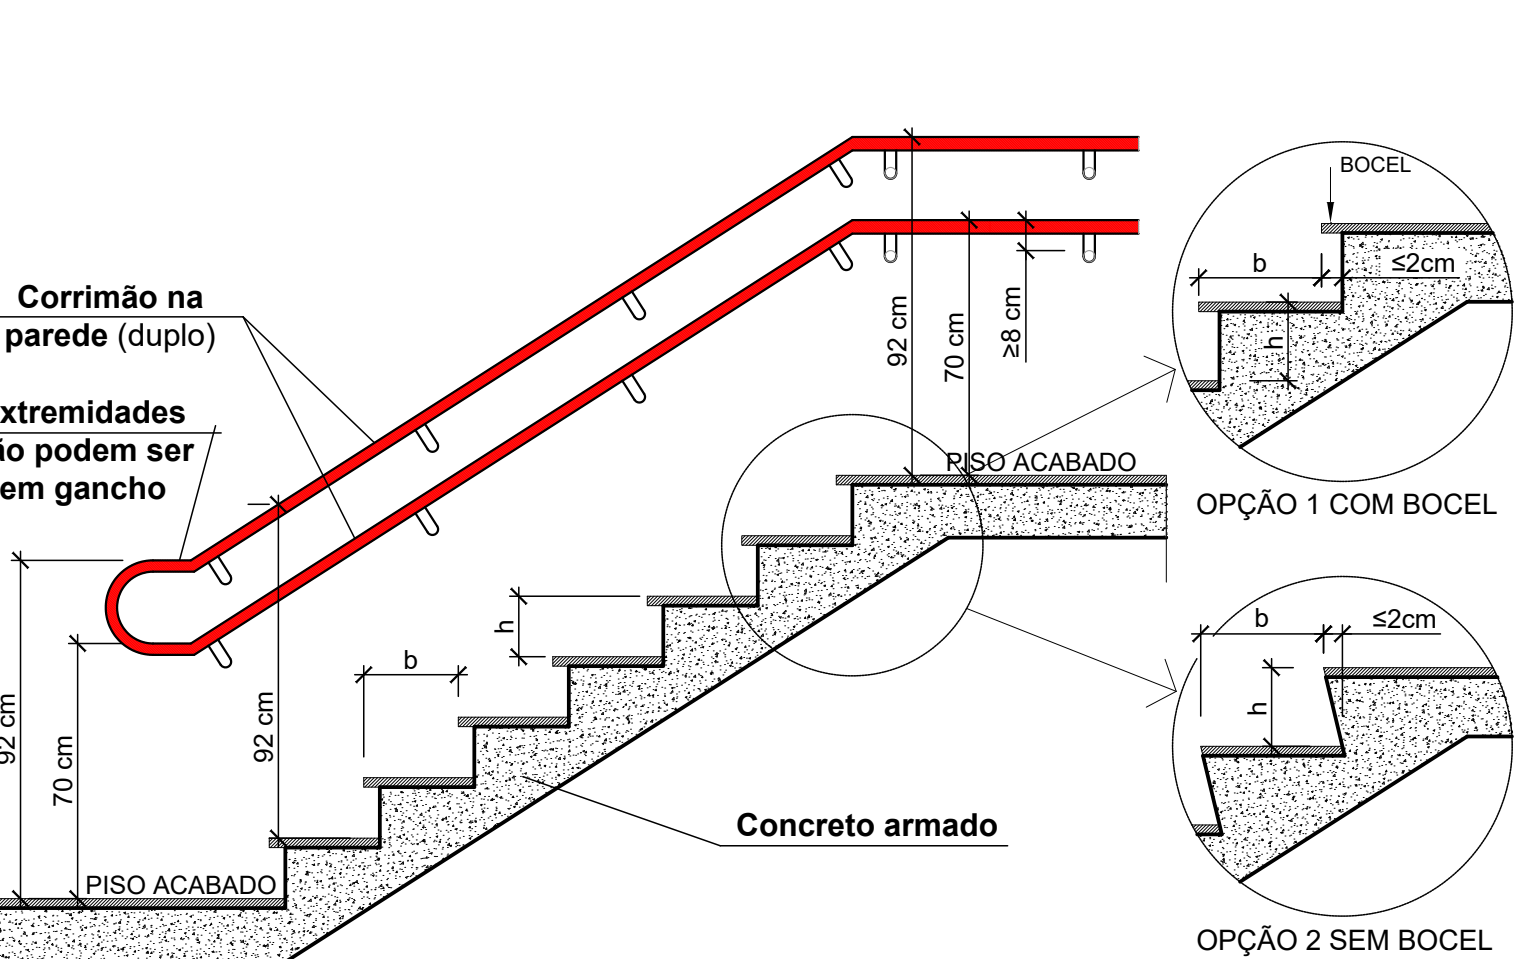 BOCEL
b
≤2cm
h
Corrimão na
parede (duplo)
92 cm
70 cm
≥8 cm
xtremidades
ão podem ser
em gancho
PISO ACABADO
OPÇÃO 1 COM BOCEL
h
b
92 cm
70 cm
92 cm
b
≤2cm
h
Concreto armado
PISO ACABADO
OPÇÃO 2 SEM BOCEL